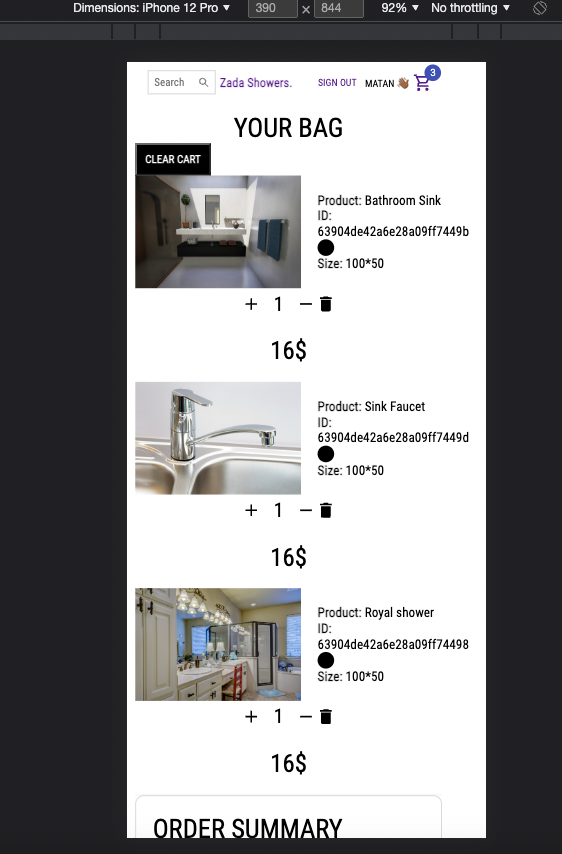 Dimensions: iPhone 12 Pro ▼ 390 × 844 92% ▼ No throttling ▼
Search Zada Showers. SIGN OUT MATAN 👋🏾 3
YOUR BAG
CLEAR CART
Product: Bathroom Sink
ID:
63904de42a6e28a09ff7449b
Size: 100*50
+ 1 −
16$
Product: Sink Faucet
ID:
63904de42a6e28a09ff7449d
Size: 100*50
+ 1 −
16$
Product: Royal shower
ID:
63904de42a6e28a09ff74498
Size: 100*50
+ 1 −
16$
ORDER SUMMARY